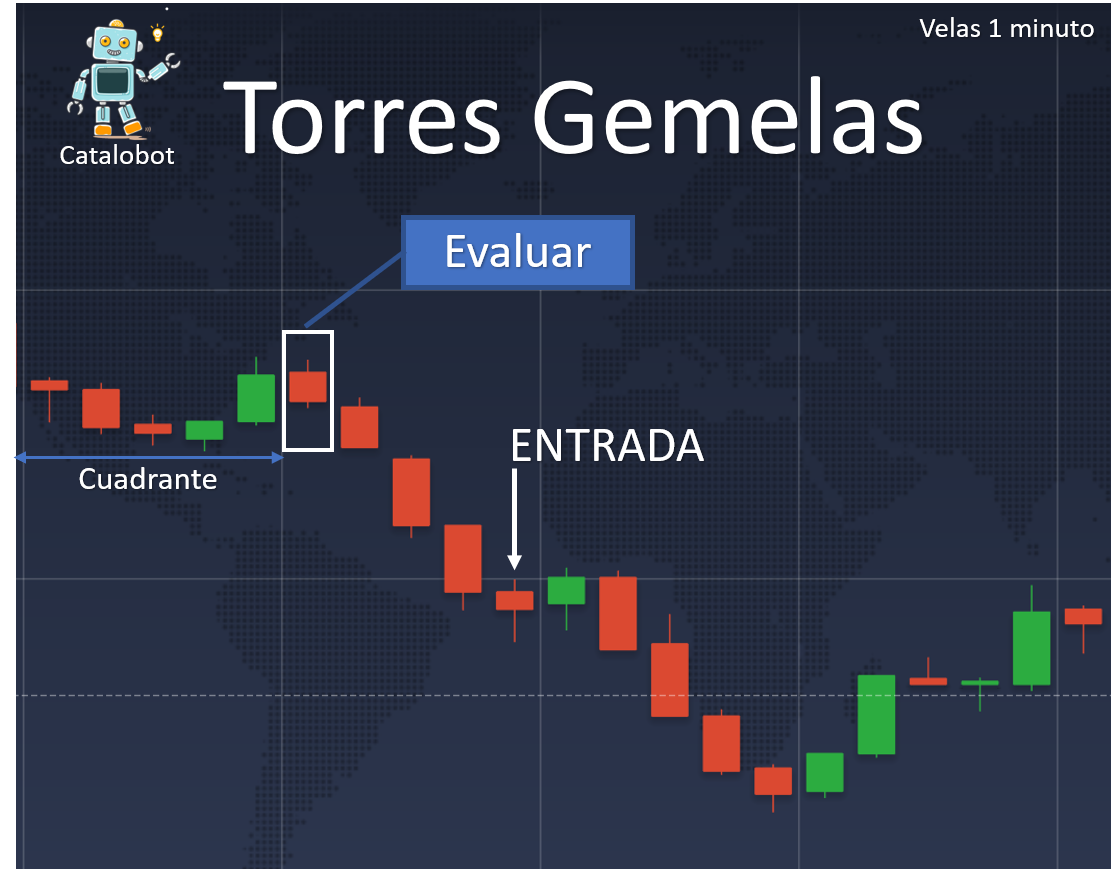 Velas 1 minuto
Torres Gemelas
Catalobot
Evaluar
ENTRADA
Cuadrante